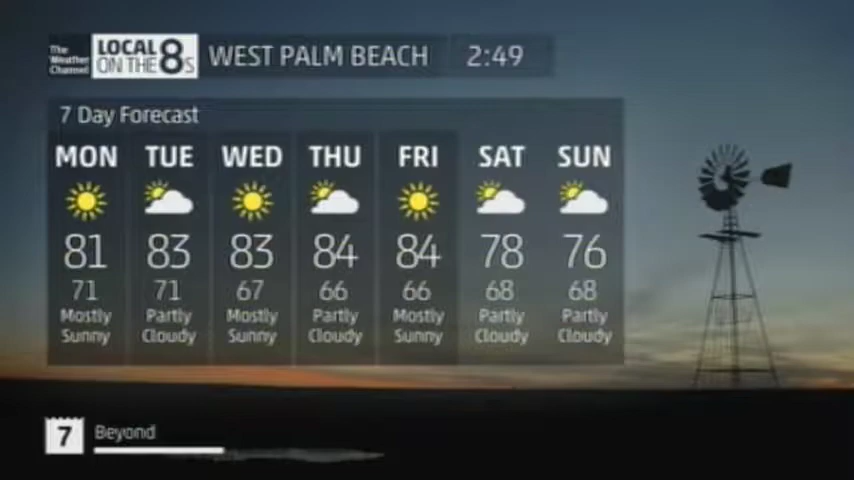 The Weather Channel
LOCAL ON THE 8s
WEST PALM BEACH 2:49
7 Day Forecast
MON TUE WED THU FRI SAT SUN
81 83 83 84 84 78 76
71 71 67 66 66 68 68
Mostly Partly Mostly Partly Mostly Partly Partly
Sunny Cloudy Sunny Cloudy Sunny Cloudy Cloudy
7 Beyond